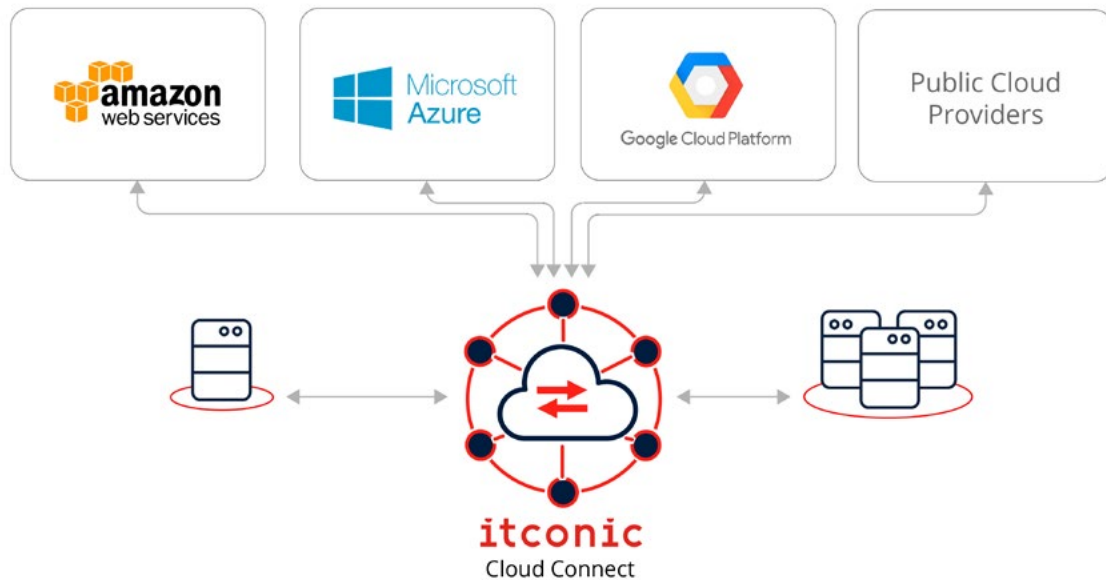 amazon
web services
Microsoft
Azure
Google Cloud Platform
Public Cloud
Providers
itconic
Cloud Connect